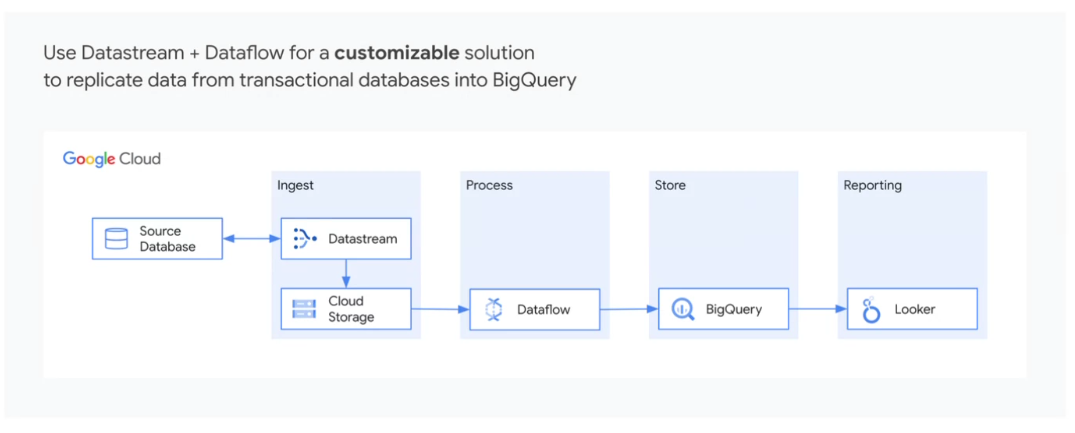 Use Datastream + Dataflow for a customizable solution
to replicate data from transactional databases into BigQuery
Google Cloud
Ingest
Process
Store
Reporting
Source
Database
Datastream
Cloud
Storage
Dataflow
BigQuery
Looker